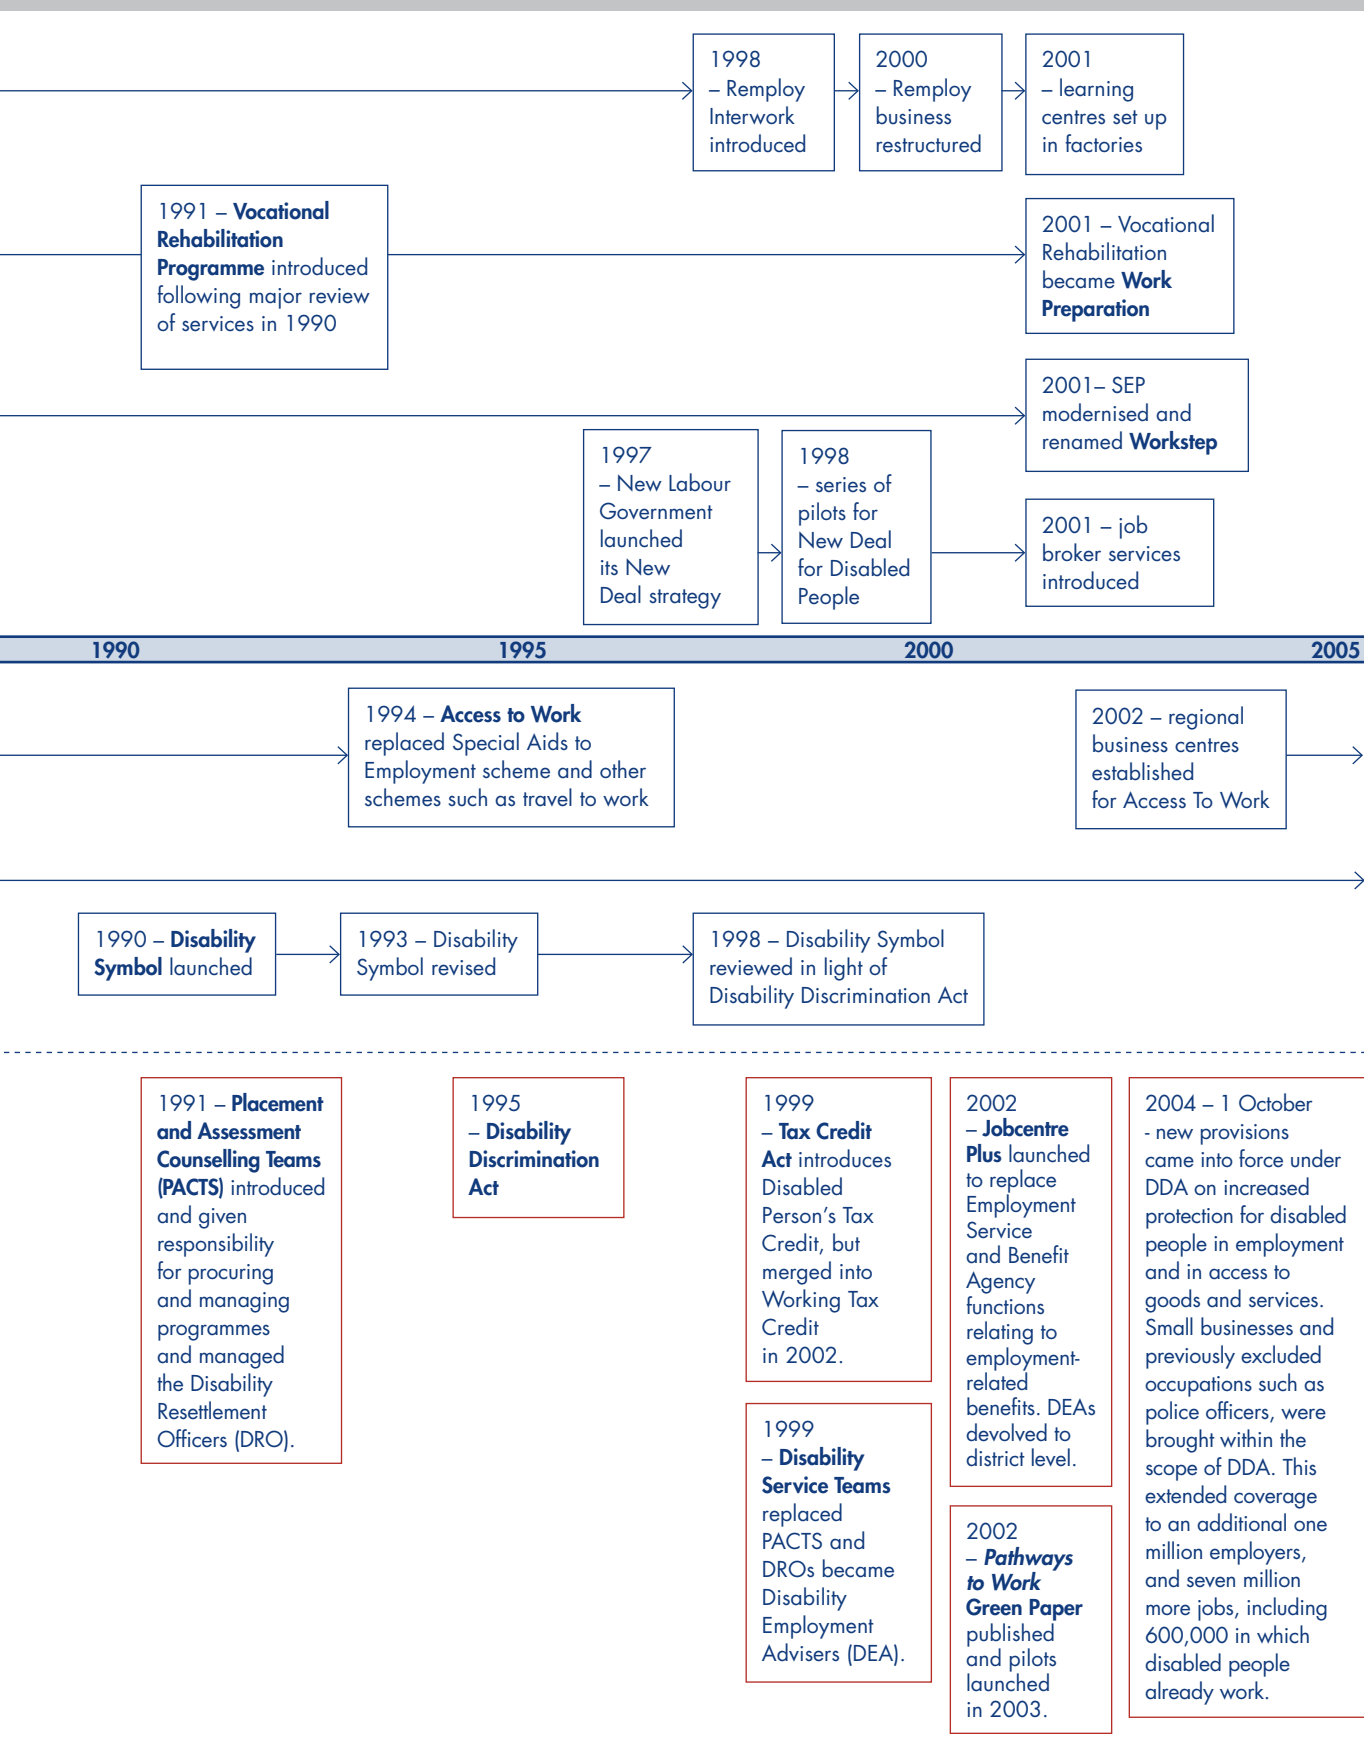 1998
– Remploy
Interwork
introduced
2000
– Remploy
business
restructured
2001
– learning
centres set up
in factories
1991 – Vocational
Rehabilitation
Programme introduced
following major review
of services in 1990
2001 – Vocational
Rehabilitation
became Work
Preparation
2001– SEP
modernised and
renamed Workstep
1997
– New Labour
Government
launched
its New
Deal strategy
1998
– series of
pilots for
New Deal
for Disabled
People
2001 – job
broker services
introduced
1990
1995
2000
2005
1994 – Access to Work
replaced Special Aids to
Employment scheme and other
schemes such as travel to work
2002 – regional
business centres
established
for Access To Work
1990 – Disability
Symbol launched
1993 – Disability
Symbol revised
1998 – Disability Symbol
reviewed in light of
Disability Discrimination Act
1991 – Placement
and Assessment
Counselling Teams
(PACTS) introduced
and given
responsibility
for procuring
and managing
programmes
and managed
the Disability
Resettlement
Officers (DRO).
1995
– Disability
Discrimination
Act
1999
– Tax Credit
Act introduces
Disabled
Person's Tax
Credit, but
merged into
Working Tax
Credit
in 2002.
1999
– Disability
Service Teams
replaced
PACTS and
DROs became
Disability
Employment
Advisers (DEA).
2002
– Jobcentre
Plus launched
to replace
Employment
Service
and Benefit
Agency
functions
relating to
employment-
related
benefits. DEAs
devolved to
district level.
2002
– Pathways
to Work
Green Paper
published
and pilots
launched
in 2003.
2004 – 1 October
- new provisions
came into force under
DDA on increased
protection for disabled
people in employment
and in access to
goods and services.
Small businesses and
previously excluded
occupations such as
police officers, were
brought within the
scope of DDA. This
extended coverage
to an additional one
million employers,
and seven million
more jobs, including
600,000 in which
disabled people
already work.